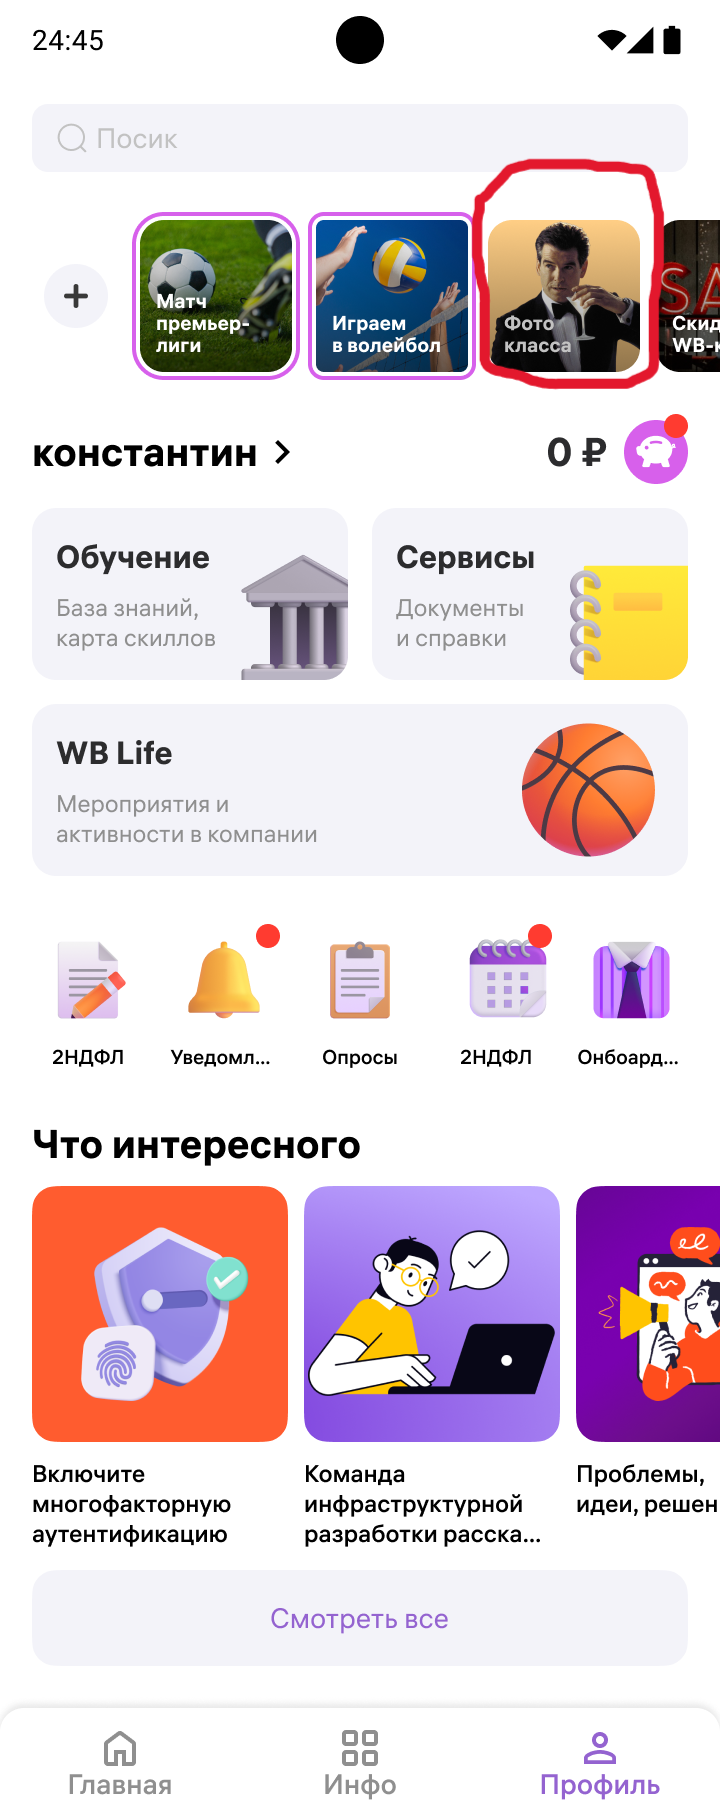 24:45
Посик
Матч
премьер-
лиги
Играем
в волейбол
Фото
класса
SA
Скид
WB-к
константин
0 ₽
Обучение
База знаний,
карта скиллов
Сервисы
Документы
и справки
WB Life
Мероприятия и
активности в компании
2НДФЛ
Уведомл...
Опросы
2НДФЛ
Онбоард...
Что интересного
Включите
многофакторную
аутентификацию
Команда
инфраструктурной
разработки расска...
Проблемы,
идеи, решен
Смотреть все
Главная
Инфо
Профиль